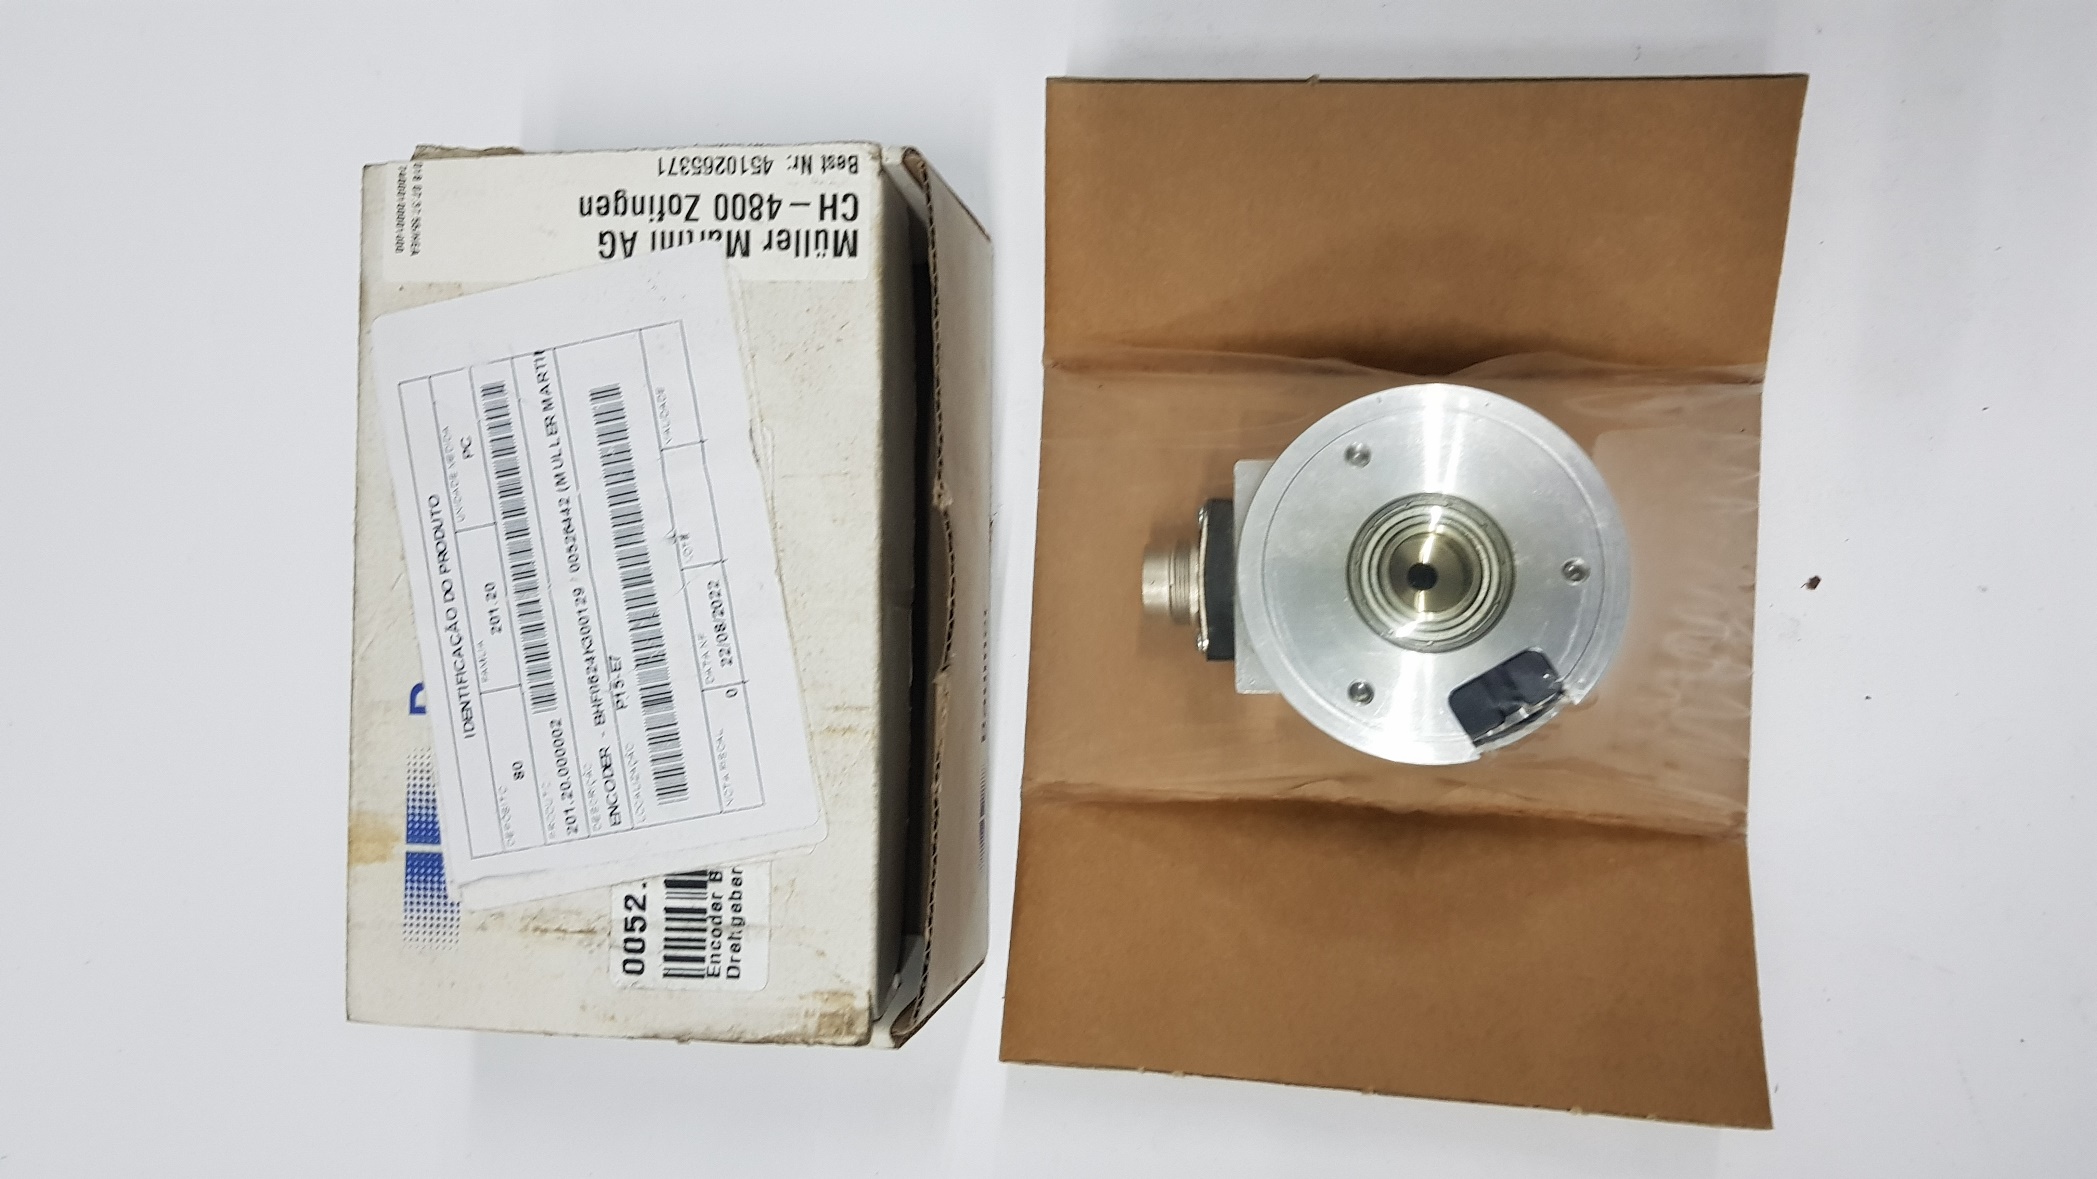 IDENTIFICAÇÃO DO PRODUTO
DEPÓSITO FAMILIA UNIDADE MEDIDA
80 201.20 PC
PRODUTO
201.20.000002
DESCRIÇÃO
ENCODER - BHF0624K300129 / 00526442 (MULLER MARTI
LOCALIZAÇÃO P15-E7
NOTA FISCAL DATA NF LOTE VALIDADE
0 22/08/2022
0052.
Encoder B
Drehgeber
Müller Martini AG
CH-4800 Zofingen
Best Nr. 4510265371
Baumer